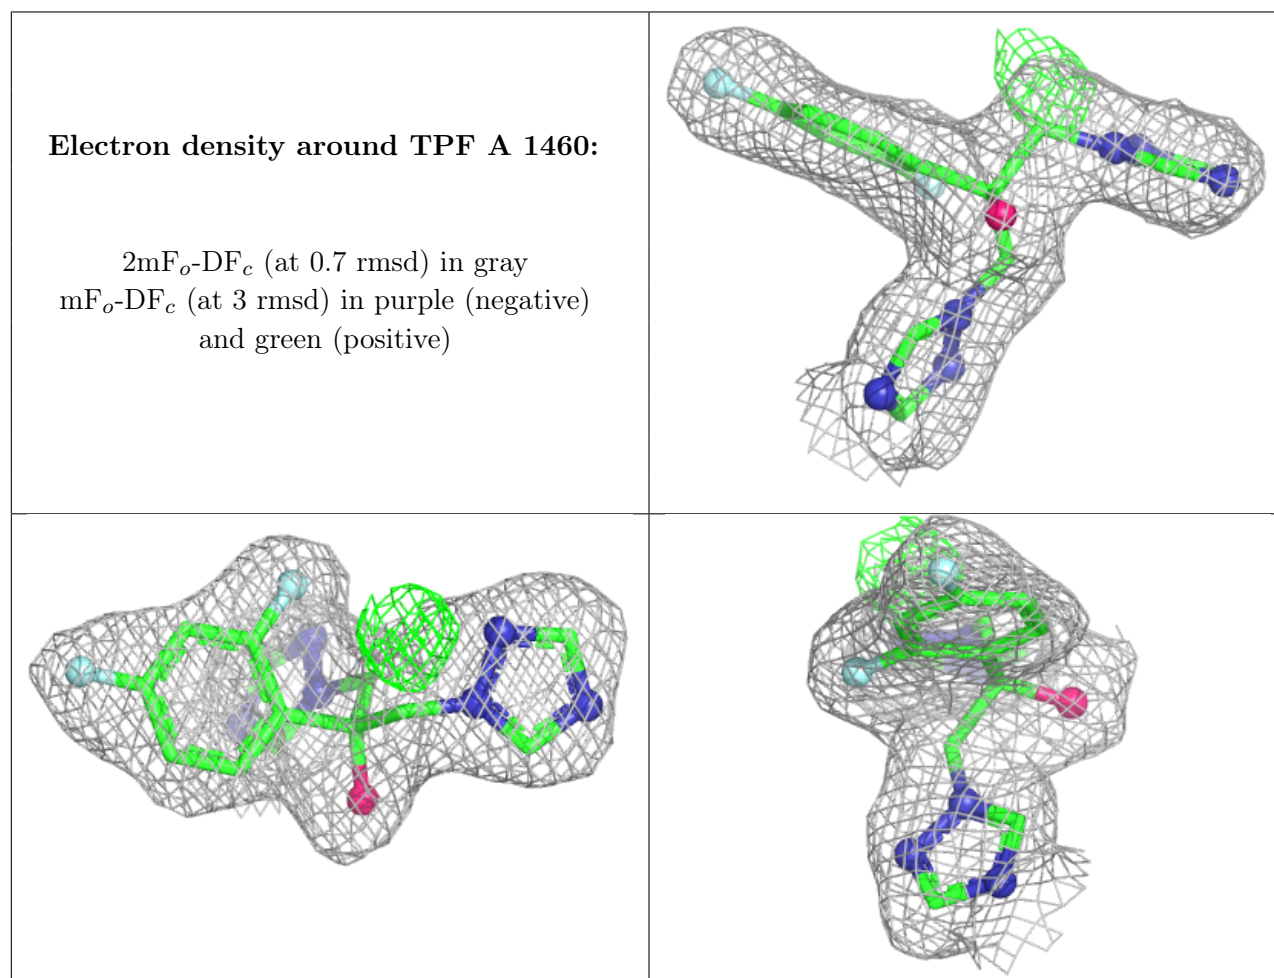 Electron density around TPF A 1460:
2mFₒ-DF𝒸 (at 0.7 rmsd) in gray
mFₒ-DF𝒸 (at 3 rmsd) in purple (negative)
and green (positive)